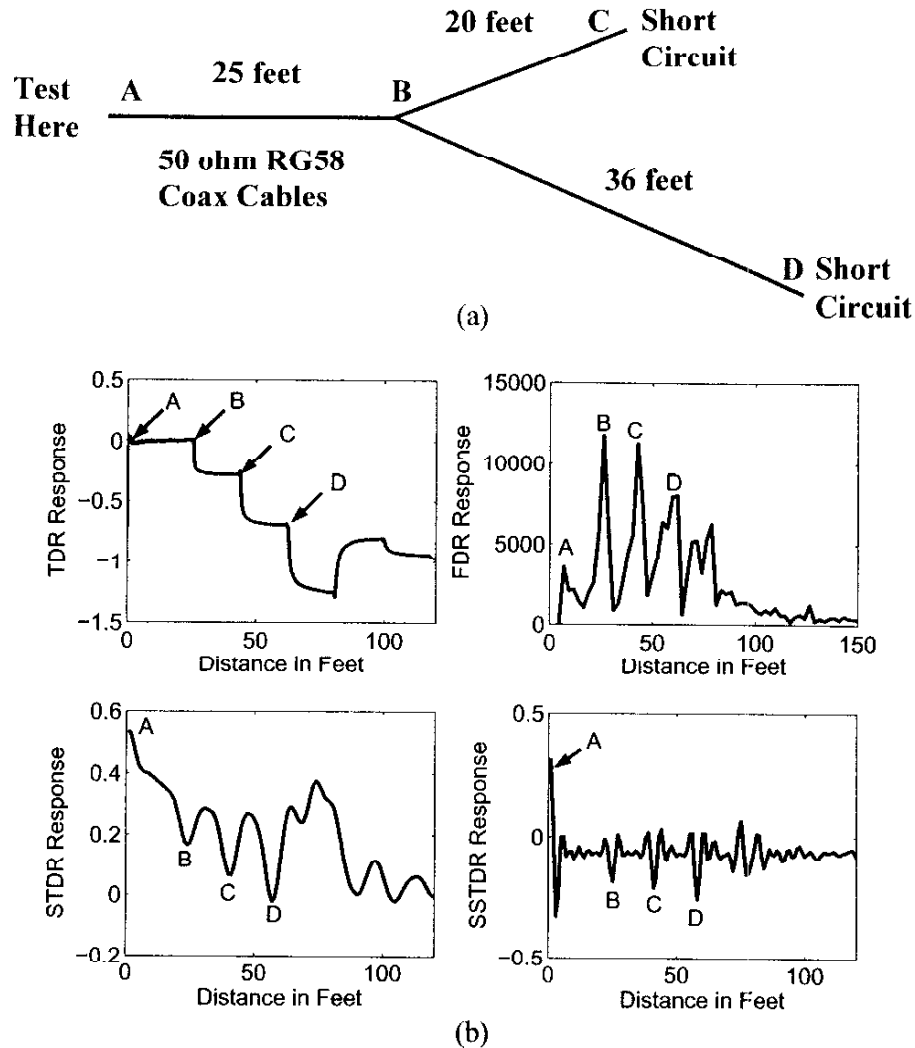 20 feet
C
Short
Circuit
25 feet
Test
Here
A
B
50 ohm RG58
Coax Cables
36 feet
D
Short
Circuit
(a)
TDR Response
0.5
0
−0.5
−1
−1.5
A
B
C
D
0
50
100
Distance in Feet
FDR Response
15000
10000
5000
0
A
B
C
D
0
50
100
150
Distance in Feet
STDR Response
0.6
0.4
0.2
0
−0.2
A
B
C
D
0
50
100
Distance in Feet
SSTDR Response
0.5
0
−0.5
A
B
C
D
0
50
100
Distance in Feet
(b)